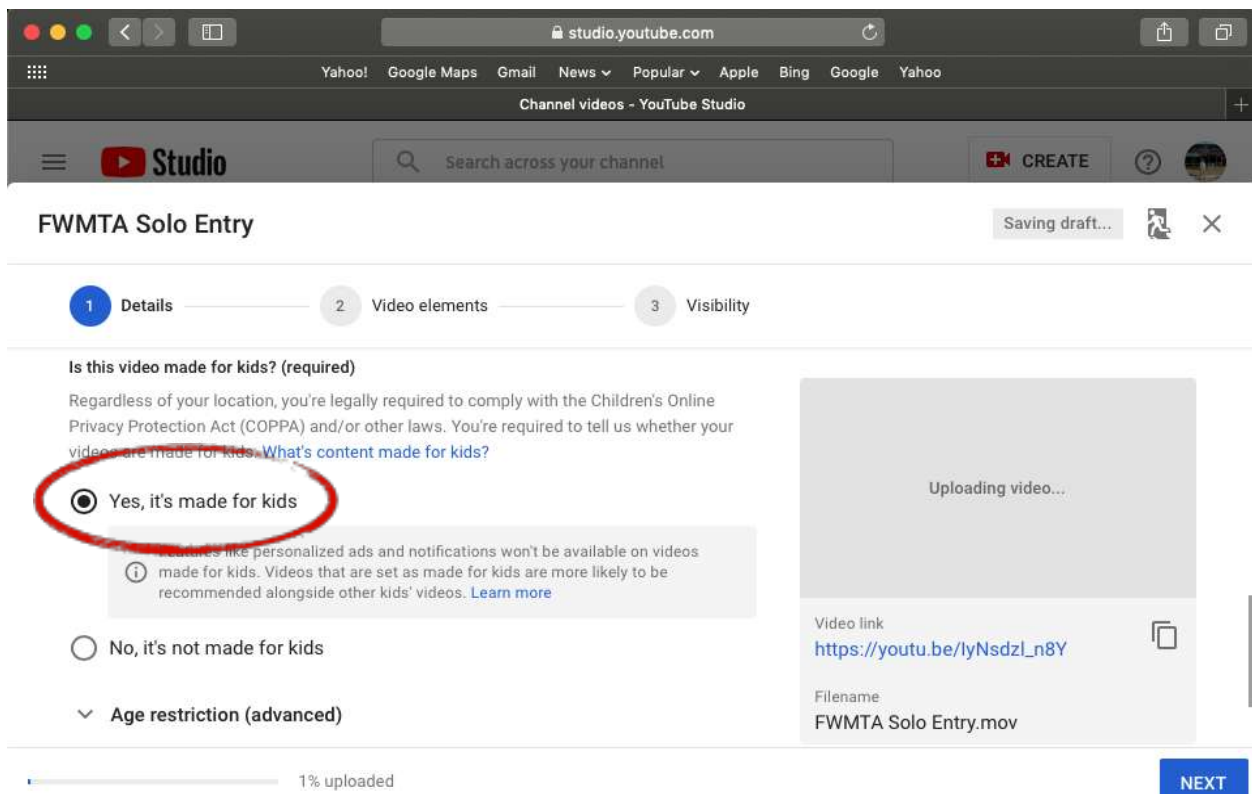 studio.youtube.com
Yahoo! Google Maps Gmail News Popular Apple Bing Google Yahoo
Channel videos - YouTube Studio
Studio
Search across your channel
CREATE
FWMTA Solo Entry
Saving draft...
1 Details
2 Video elements
3 Visibility
Is this video made for kids? (required)
Regardless of your location, you're legally required to comply with the Children's Online
Privacy Protection Act (COPPA) and/or other laws. You're required to tell us whether your
videos are made for kids. What's content made for kids?
Yes, it's made for kids
Features like personalized ads and notifications won't be available on videos
made for kids. Videos that are set as made for kids are more likely to be
recommended alongside other kids' videos. Learn more
No, it's not made for kids
Age restriction (advanced)
Uploading video...
Video link
https://youtu.be/IyNsdzl_n8Y
Filename
FWMTA Solo Entry.mov
1% uploaded
NEXT